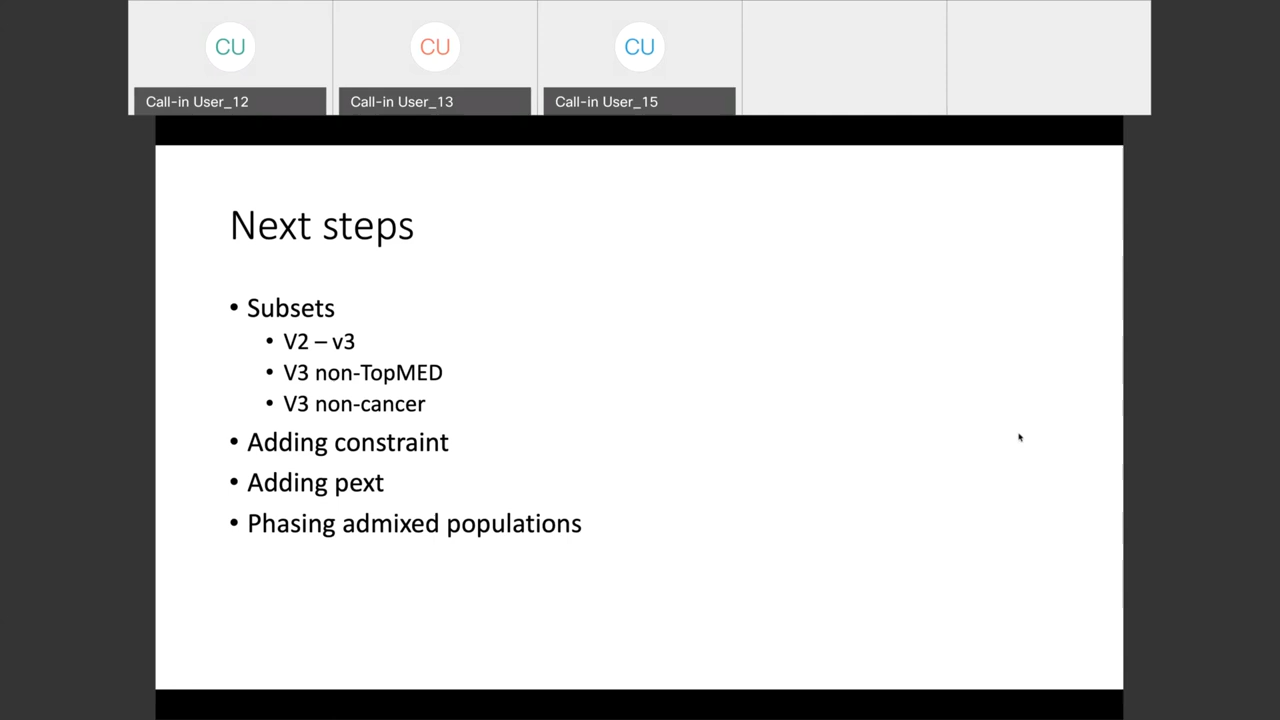 CU CU CU
Call-in User_12 Call-in User_13 Call-in User_15
Next steps
• Subsets
• V2 – v3
• V3 non-TopMED
• V3 non-cancer
• Adding constraint
• Adding pext
• Phasing admixed populations